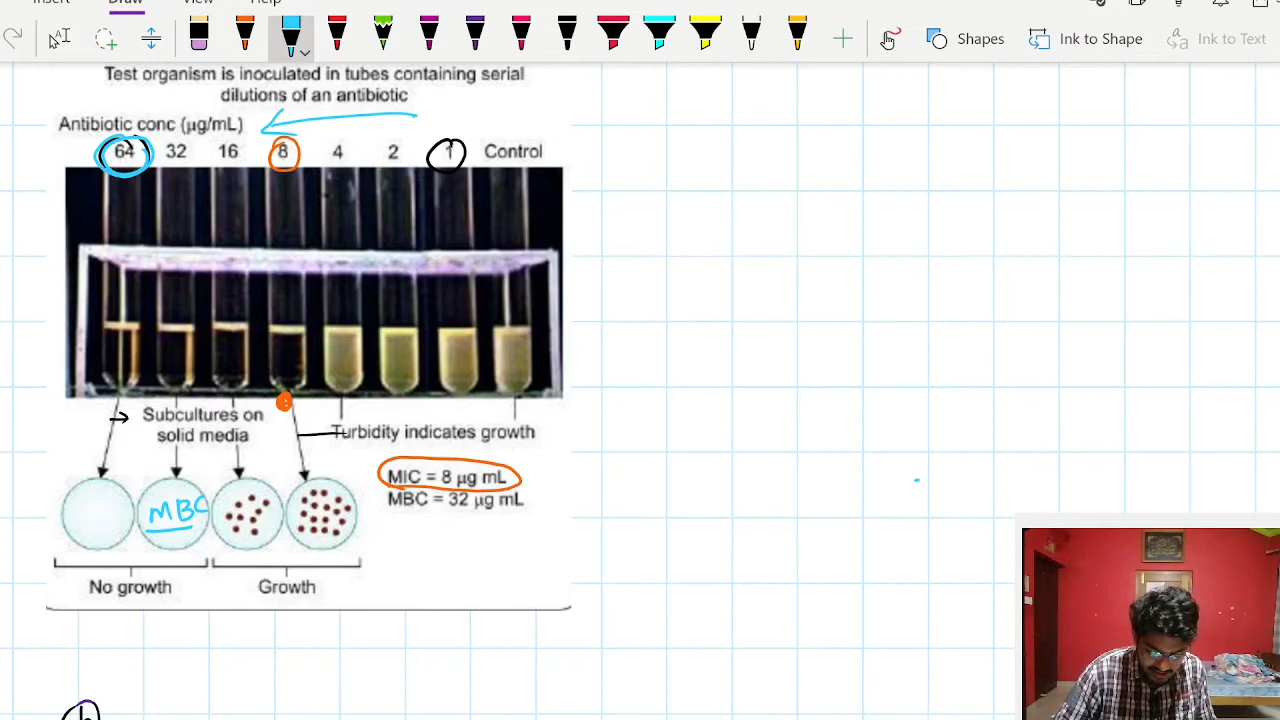 Insert
Draw
Shapes
Ink to Shape
Ink to Text
Test organism is inoculated in tubes containing serial
dilutions of an antibiotic
Antibiotic conc (μg/mL)
64 32 16 8 4 2 1 Control
Subcultures on
solid media
Turbidity indicates growth
MIC = 8 μg mL
MBC = 32 μg mL
MBC
No growth
Growth
b